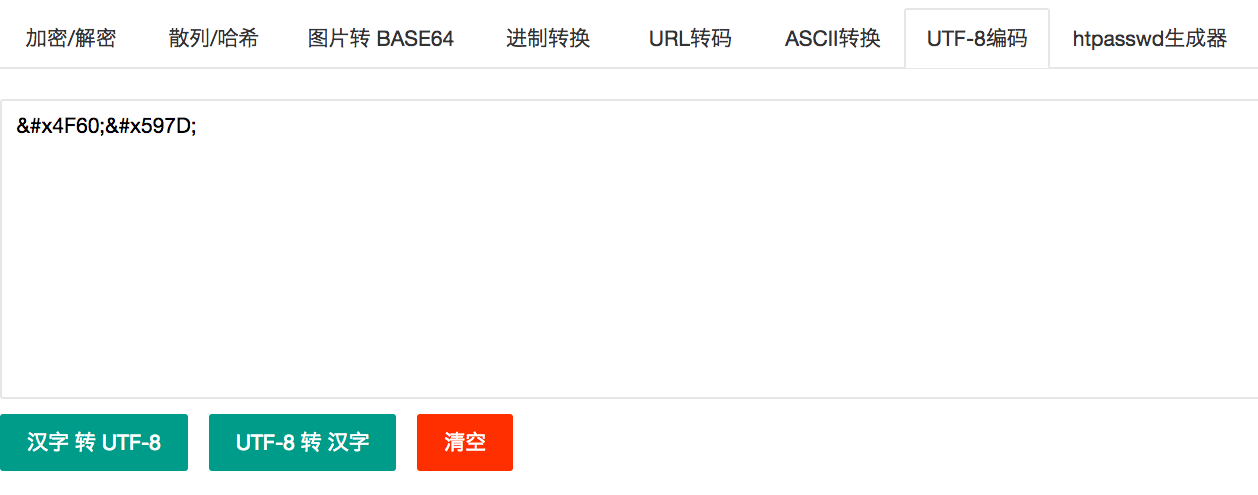 加密/解密 散列/哈希 图片转 BASE64 进制转换 URL转码 ASCII转换 UTF-8编码 htpasswd生成器
&#x4F60;&#x597D;
汉字 转 UTF-8 UTF-8 转 汉字 清空